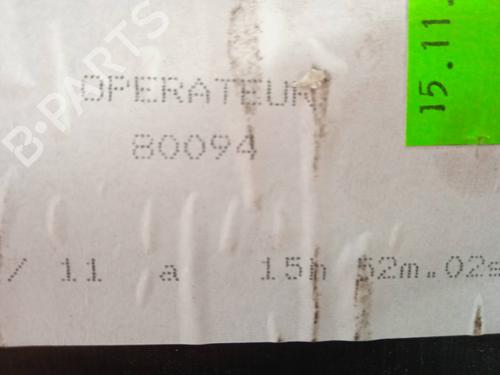 B-PARTS
15.11.
OPERATEUR
80094
/ 11 a 15h 52m.02s